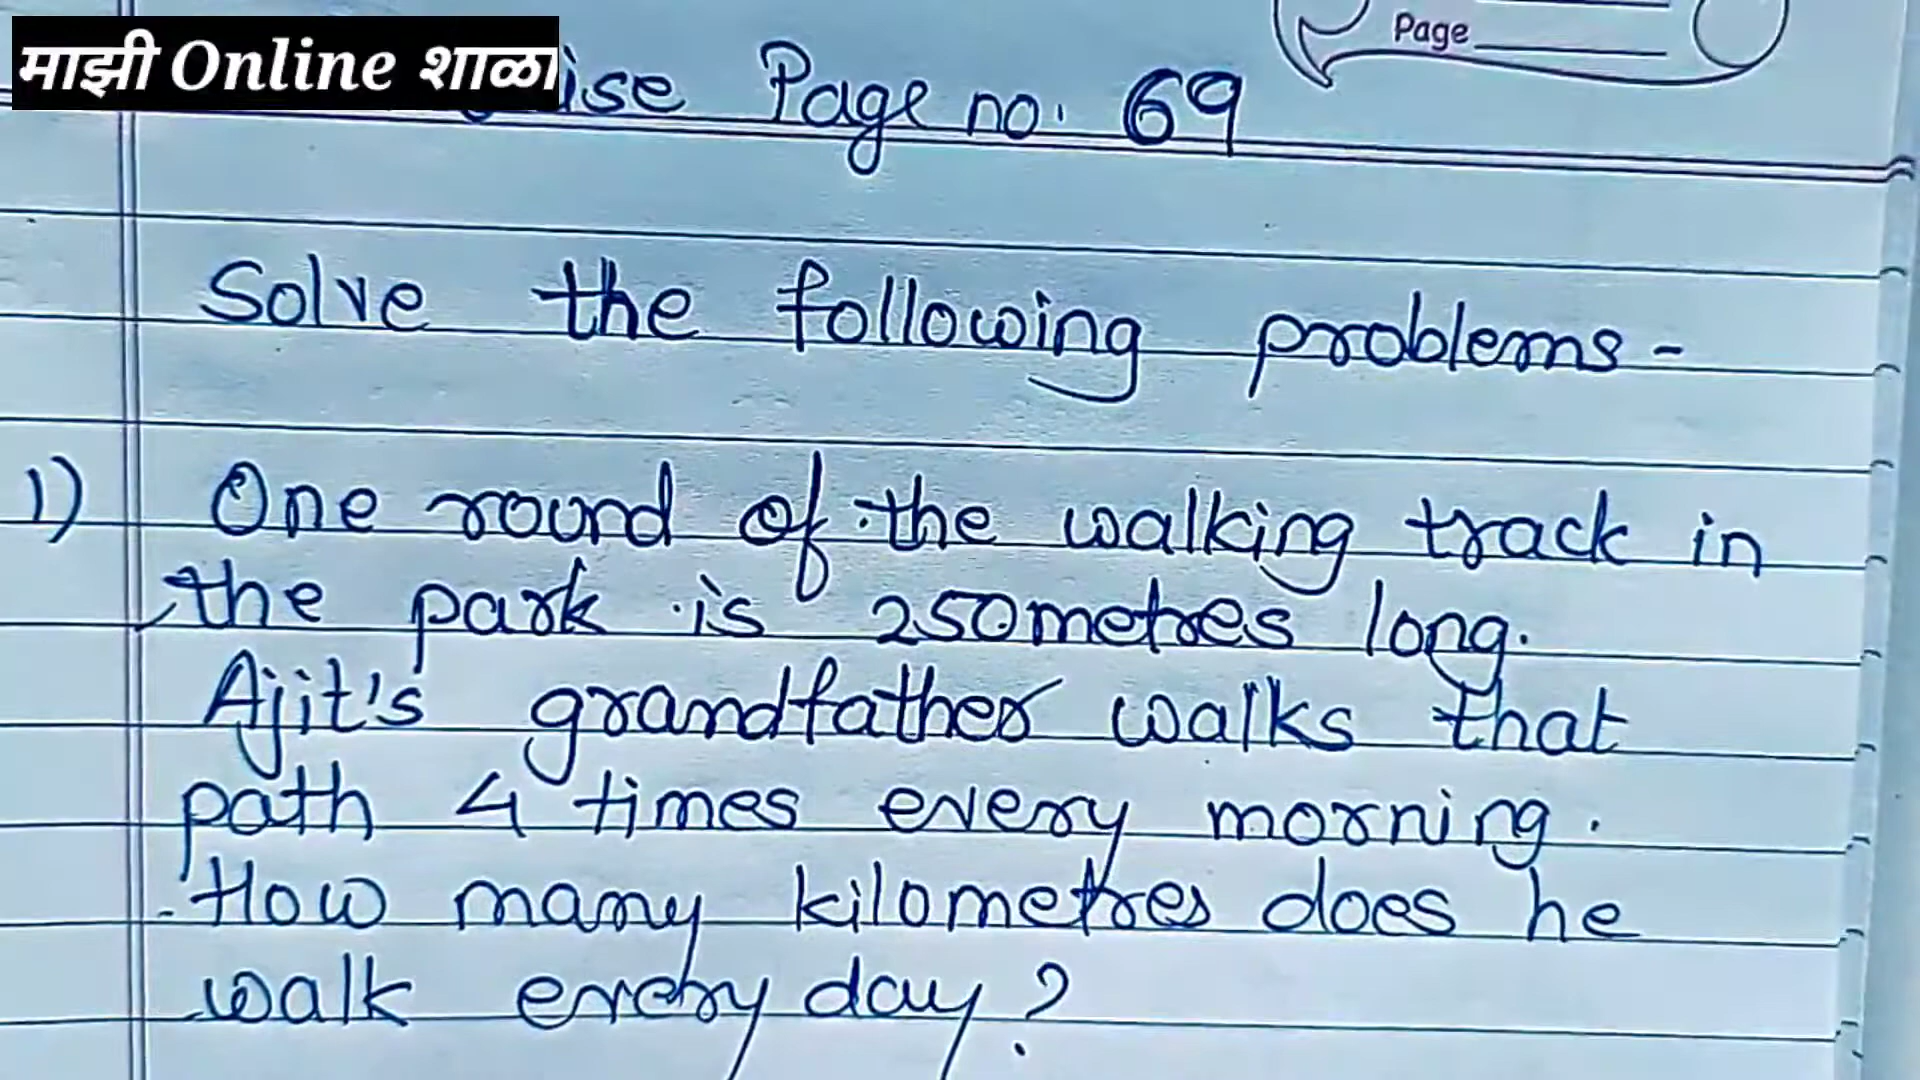 Page
माझी Online शाळा
Page no. 69
Solve the following problems -
1) One round of the walking track in
the park is 250metres long.
Ajit's grandfather walks that
path 4 times every morning.
How many kilometres does he
walk every day?